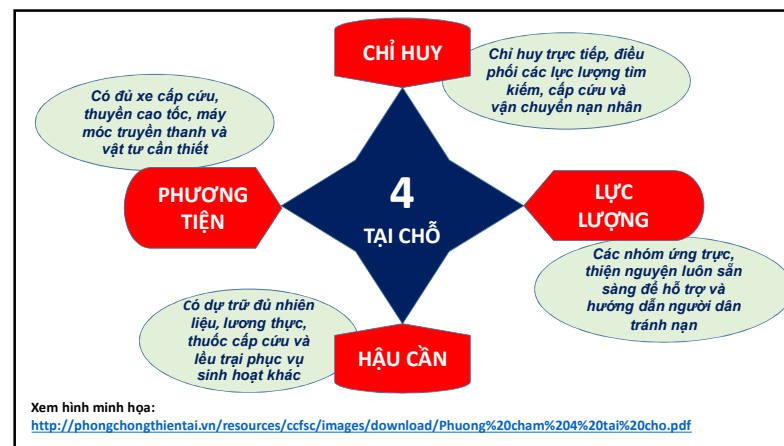 CHỈ HUY
Chỉ huy trực tiếp, điều
phối các lực lượng tìm
kiếm, cấp cứu và
vận chuyển nạn nhân
Có đủ xe cấp cứu,
thuyền cao tốc, máy
móc truyền thanh và
vật tư cần thiết
PHƯƠNG
TIỆN
4
TẠI CHỖ
LỰC
LƯỢNG
Các nhóm ứng trực,
thiện nguyện luôn sẵn
sàng để hỗ trợ và
hướng dẫn người dân
tránh nạn
Có dự trữ đủ nhiên
liệu, lương thực,
thuốc cấp cứu và
lều trại phục vụ
sinh hoạt khác
HẬU CẦN
Xem hình minh họa:
http://phongchongthientai.vn/resources/ccfsc/images/download/Phuong%20cham%204%20tai%20cho.pdf